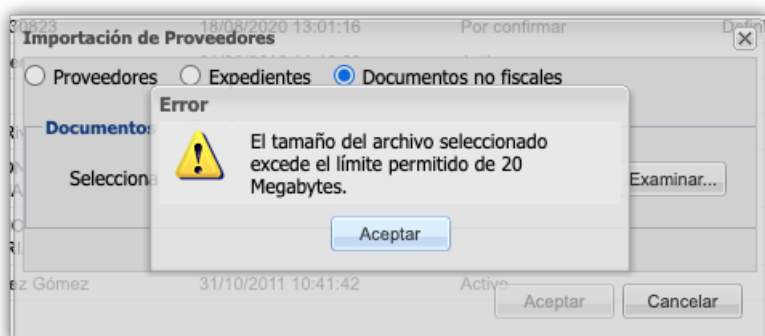 30823 18/08/2020 13:01:16 Por confirmar
Importación de Proveedores
Proveedores Expedientes Documentos no fiscales
Error
Documentos
El tamaño del archivo seleccionado
excede el límite permitido de 20
Megabytes.
Selecciona
Examinar...
Aceptar
ez Gómez 31/10/2011 10:41:42 Activo
Aceptar Cancelar